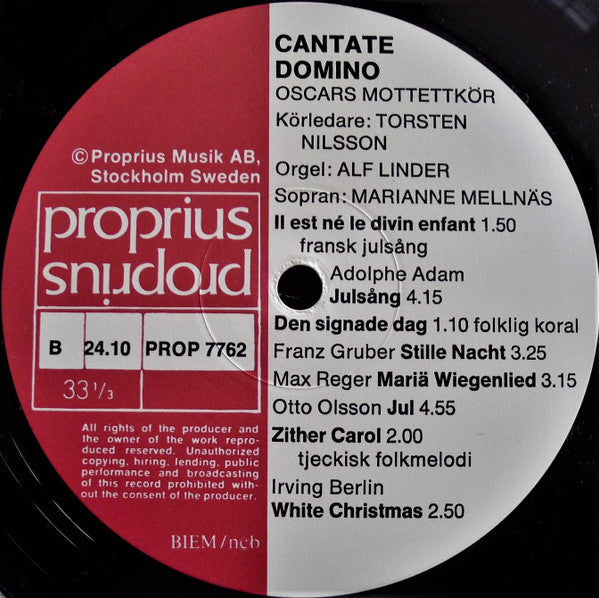 CANTATE
DOMINO
OSCARS MOTTETTKÖR
Körledare: TORSTEN
NILSSON
Orgel: ALF LINDER
Sopran: MARIANNE MELLNÄS
Il est né le divin enfant 1.50
fransk julsång
Adolphe Adam
Julsång 4.15
Den signade dag 1.10 folklig koral
Franz Gruber Stille Nacht 3.25
Max Reger Mariä Wiegenlied 3.15
Otto Olsson Jul 4.55
Zither Carol 2.00
tjeckisk folkmelodi
Irving Berlin
White Christmas 2.50
© Proprius Musik AB,
Stockholm Sweden
proprius
proprius
B 24.10 PROP 7762
33 1/3
All rights of the producer and
the owner of the work repro-
duced reserved. Unauthorized
copying, hiring, lending, public
performance and broadcasting
of this record prohibited with-
out the consent of the producer.
BIEM/ncb